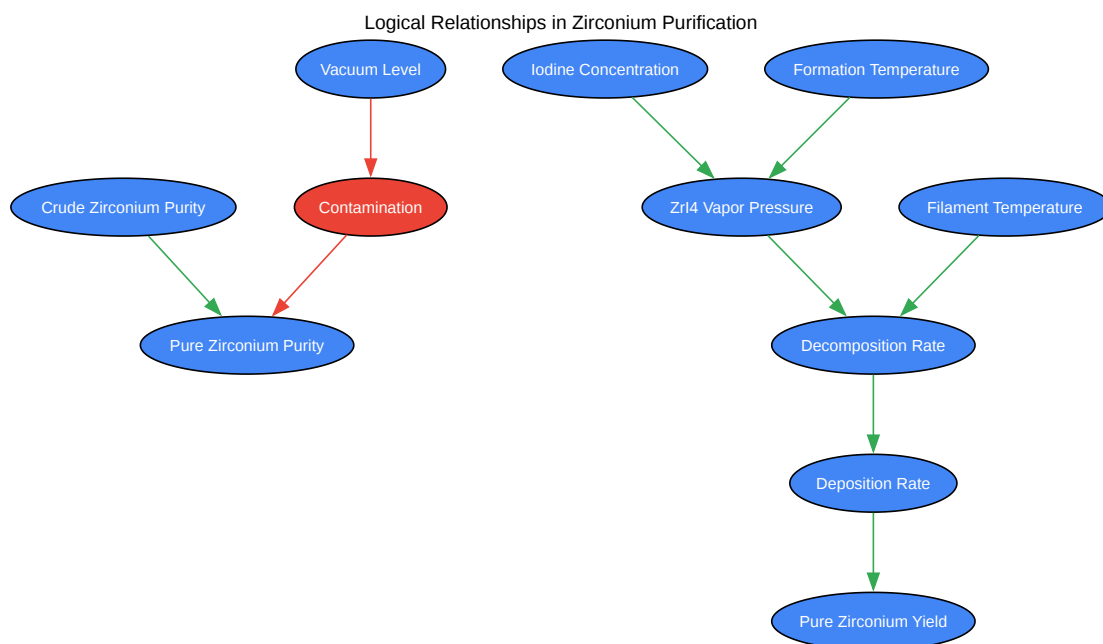 Logical Relationships in Zirconium Purification
Vacuum Level
Iodine Concentration
Formation Temperature
Crude Zirconium Purity
Contamination
ZrI4 Vapor Pressure
Filament Temperature
Pure Zirconium Purity
Decomposition Rate
Deposition Rate
Pure Zirconium Yield